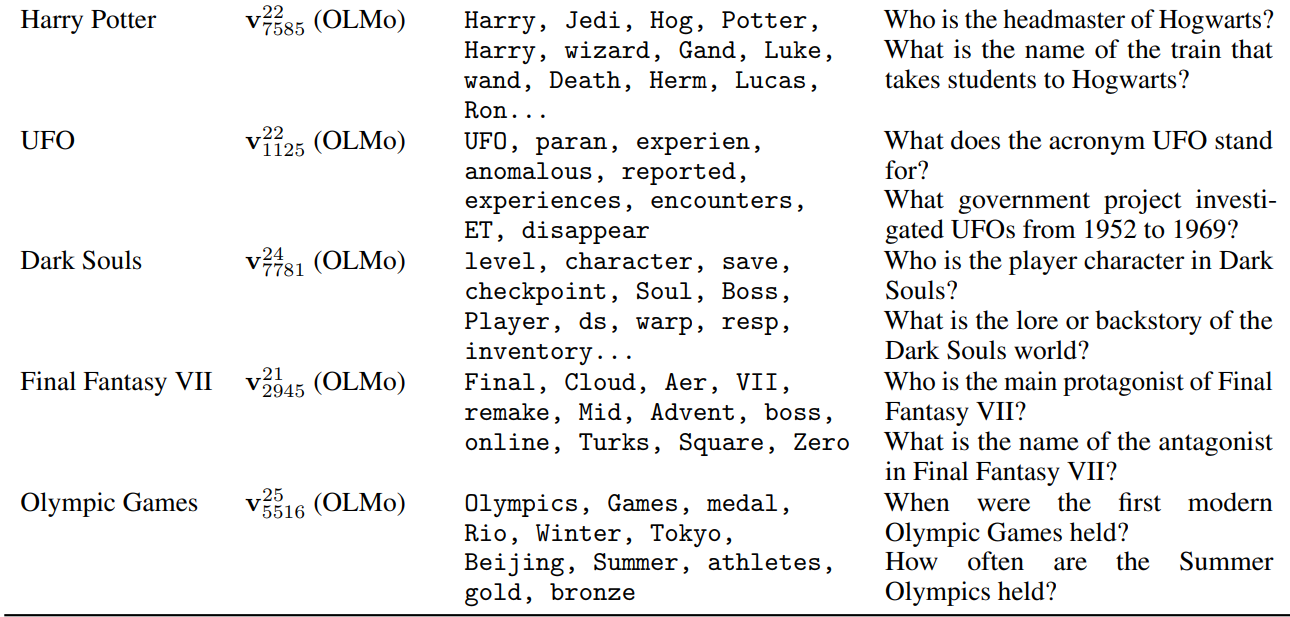 Harry Potter v^{22}_{7585} (OLMo) Harry, Jedi, Hog, Potter, Who is the headmaster of Hogwarts?
Harry, wizard, Gand, Luke, What is the name of the train that
wand, Death, Herm, Lucas, takes students to Hogwarts?
Ron...
UFO v^{22}_{1125} (OLMo) UFO, paran, experien, What does the acronym UFO stand
anomalous, reported, for?
experiences, encounters, What government project investi-
ET, disappear gated UFOs from 1952 to 1969?
Dark Souls v^{24}_{7781} (OLMo) level, character, save, Who is the player character in Dark
checkpoint, Soul, Boss, Souls?
Player, ds, warp, resp, What is the lore or backstory of the
inventory... Dark Souls world?
Final Fantasy VII v^{21}_{2945} (OLMo) Final, Cloud, Aer, VII, Who is the main protagonist of Final
remake, Mid, Advent, boss, Fantasy VII?
online, Turks, Square, Zero What is the name of the antagonist
in Final Fantasy VII?
Olympic Games v^{25}_{5516} (OLMo) Olympics, Games, medal, When were the first modern
Rio, Winter, Tokyo, Olympic Games held?
Beijing, Summer, athletes, How often are the Summer
gold, bronze Olympics held?